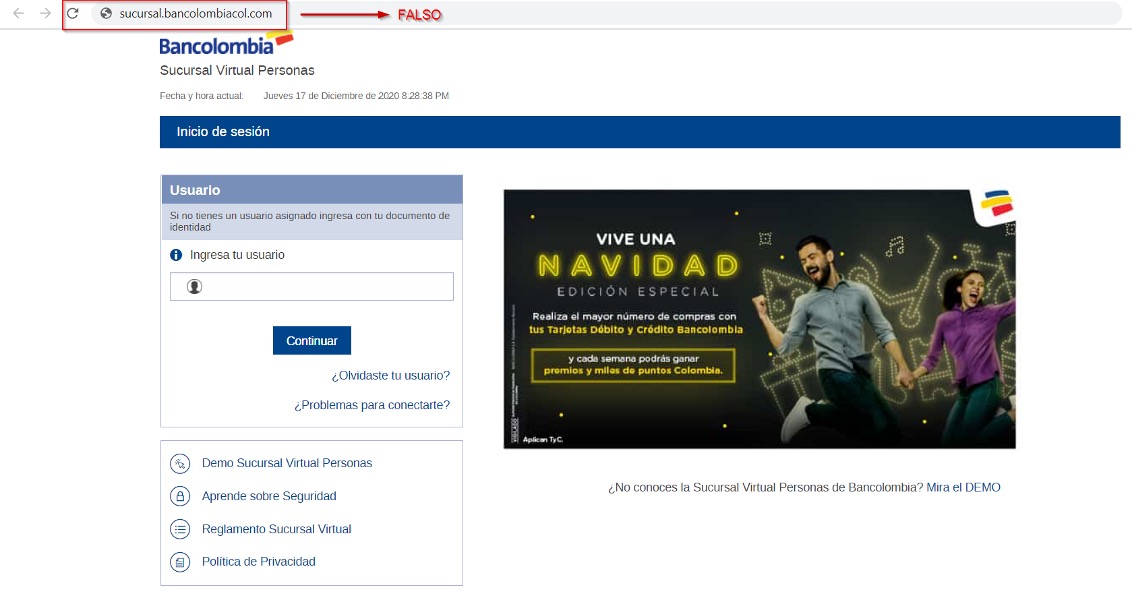 sucursal.bancolombiacol.com
FALSO
Bancolombia
Sucursal Virtual Personas
Fecha y hora actual: Jueves 17 de Diciembre de 2020 8:28:38 PM
Inicio de sesión
Usuario
Si no tienes un usuario asignado ingresa con tu documento de
identidad
Ingresa tu usuario
Continuar
¿Olvidaste tu usuario?
¿Problemas para conectarte?
Demo Sucursal Virtual Personas
Aprende sobre Seguridad
Reglamento Sucursal Virtual
Política de Privacidad
VIVE UNA
NAVIDAD
EDICIÓN ESPECIAL
Realiza el mayor número de compras con
tus Tarjetas Débito y Crédito Bancolombia
y cada semana podrás ganar
premios y miles de puntos Colombia.
VIGILADO
Aplican TyC.
¿No conoces la Sucursal Virtual Personas de Bancolombia? Mira el DEMO